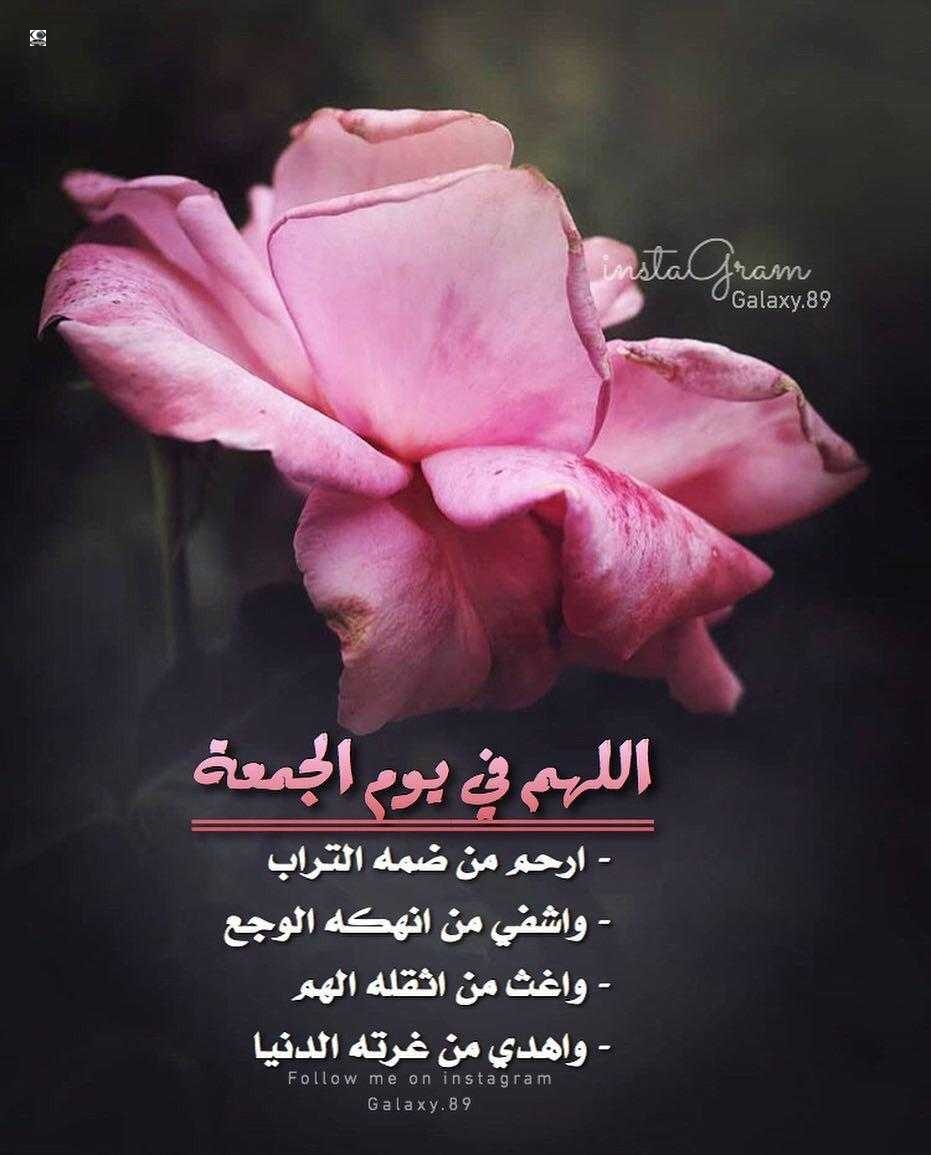 instaGram
Galaxy.89
اللهم في يوم الجمعة
- ارحم من ضمه التراب
- واشفي من انهكه الوجع
- واغث من اثقله الهم
- واهدي من غرته الدنيا
Follow me on instagram
Galaxy.89